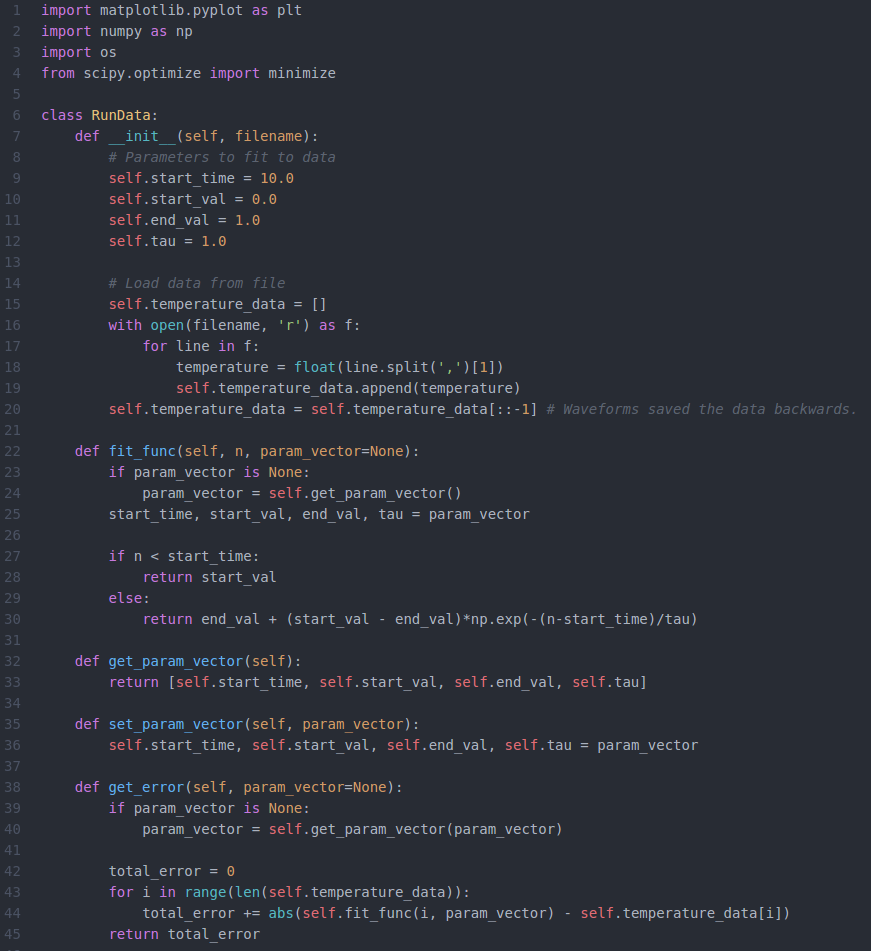 1 import matplotlib.pyplot as plt
2 import numpy as np
3 import os
4 from scipy.optimize import minimize
5
6 class RunData:
7     def __init__(self, filename):
8         # Parameters to fit to data
9         self.start_time = 10.0
10         self.start_val = 0.0
11         self.end_val = 1.0
12         self.tau = 1.0
13
14         # Load data from file
15         self.temperature_data = []
16         with open(filename, 'r') as f:
17             for line in f:
18                 temperature = float(line.split(',')[1])
19                 self.temperature_data.append(temperature)
20         self.temperature_data = self.temperature_data[::-1] # Waveforms saved the data backwards.
21
22     def fit_func(self, n, param_vector=None):
23         if param_vector is None:
24             param_vector = self.get_param_vector()
25         start_time, start_val, end_val, tau = param_vector
26
27         if n < start_time:
28             return start_val
29         else:
30             return end_val + (start_val - end_val)*np.exp(-(n-start_time)/tau)
31
32     def get_param_vector(self):
33         return [self.start_time, self.start_val, self.end_val, self.tau]
34
35     def set_param_vector(self, param_vector):
36         self.start_time, self.start_val, self.end_val, self.tau = param_vector
37
38     def get_error(self, param_vector=None):
39         if param_vector is None:
40             param_vector = self.get_param_vector(param_vector)
41
42         total_error = 0
43         for i in range(len(self.temperature_data)):
44             total_error += abs(self.fit_func(i, param_vector) - self.temperature_data[i])
45         return total_error